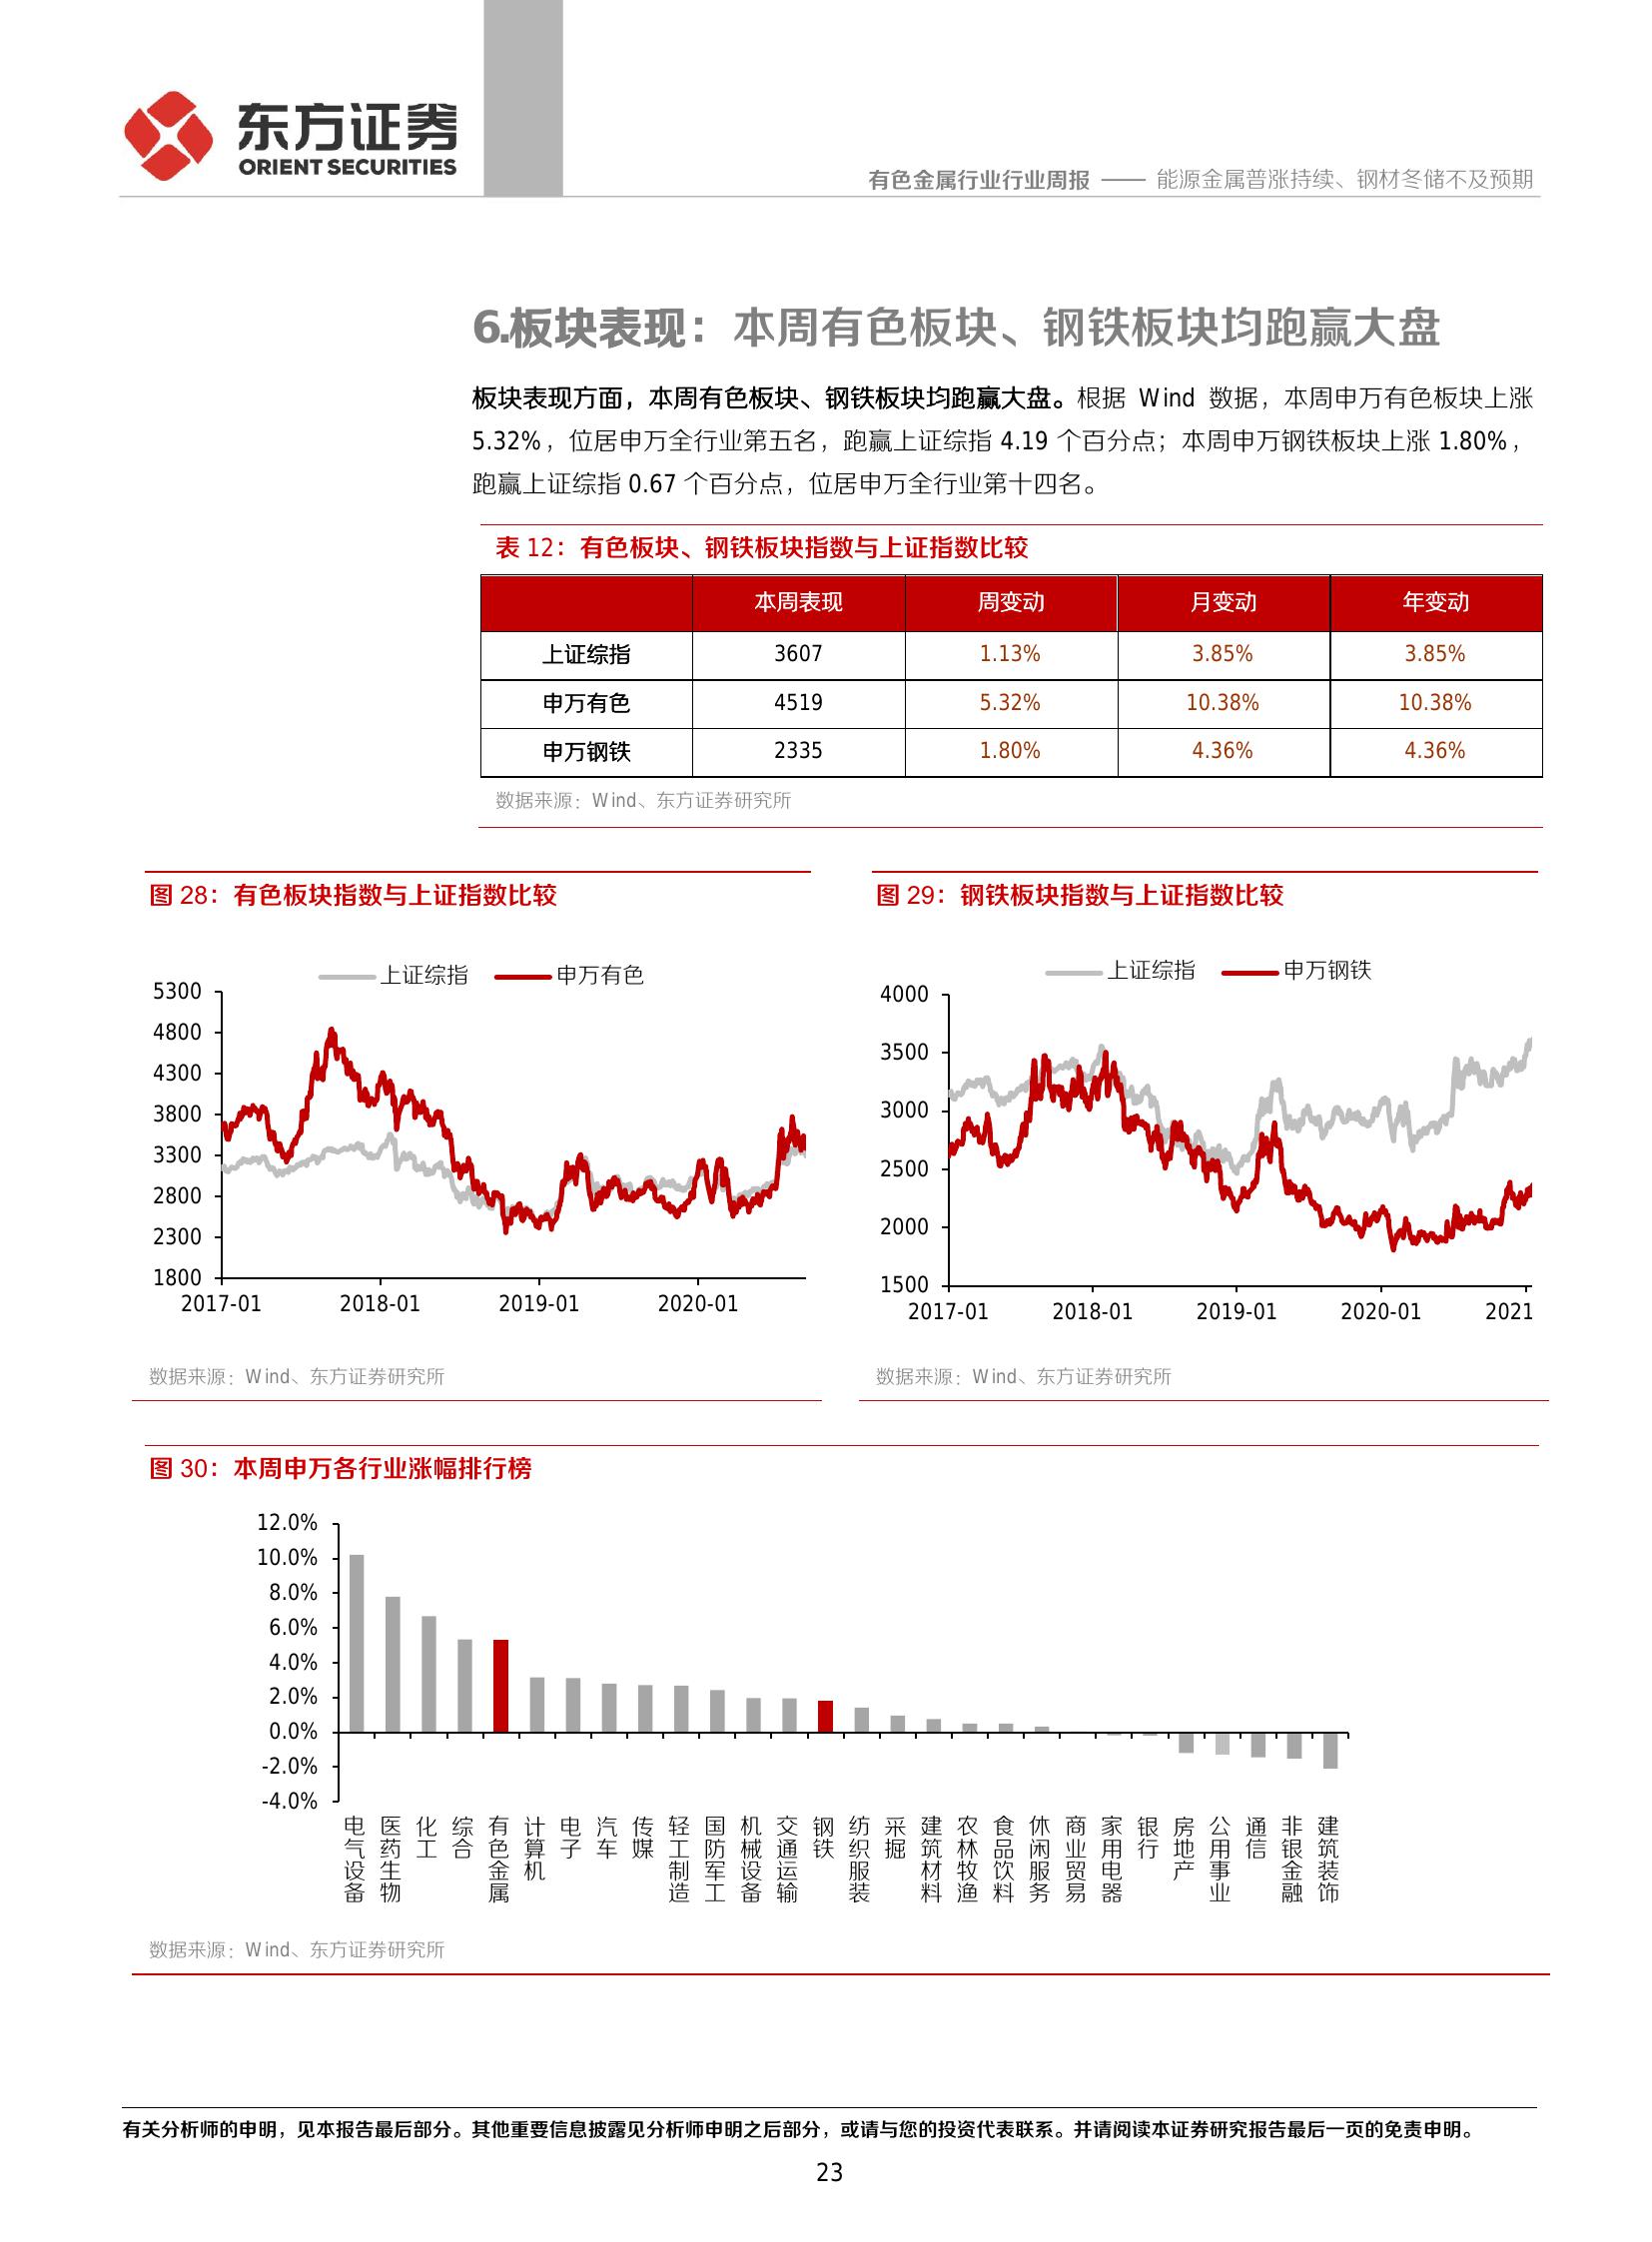 东方证券
ORIENT SECURITIES
有色金属行业行业周报 —— 能源金属普涨持续、钢材冬储不及预期
6.板块表现：本周有色板块、钢铁板块均跑赢大盘
板块表现方面，本周有色板块、钢铁板块均跑赢大盘。根据 Wind 数据，本周申万有色板块上涨
5.32%，位居申万全行业第五名，跑赢上证综指 4.19 个百分点；本周申万钢铁板块上涨 1.80%，
跑赢上证综指 0.67 个百分点，位居申万全行业第十四名。
表 12：有色板块、钢铁板块指数与上证指数比较
本周表现 周变动 月变动 年变动
上证综指 3607 1.13% 3.85% 3.85%
申万有色 4519 5.32% 10.38% 10.38%
申万钢铁 2335 1.80% 4.36% 4.36%
数据来源：Wind、东方证券研究所
图 28：有色板块指数与上证指数比较
上证综指 申万有色
5300
4800
4300
3800
3300
2800
2300
1800
2017-01 2018-01 2019-01 2020-01
数据来源：Wind、东方证券研究所
图 29：钢铁板块指数与上证指数比较
上证综指 申万钢铁
4000
3500
3000
2500
2000
1500
2017-01 2018-01 2019-01 2020-01 2021
数据来源：Wind、东方证券研究所
图 30：本周申万各行业涨幅排行榜
12.0%
10.0%
8.0%
6.0%
4.0%
2.0%
0.0%
-2.0%
-4.0%
电气设备 医药生物 化工 综合 有色金属 计算机 电子 汽车 传媒 轻工制造 国防军工 机械设备 交通运输 钢铁 纺织服装 采掘 建筑材料 农林牧渔 食品饮料 休闲服务 商业贸易 家用电器 银行 房地产 公用事业 通信 非银金融 建筑装饰
数据来源：Wind、东方证券研究所
有关分析师的申明，见本报告最后部分。其他重要信息披露见分析师申明之后部分，或请与您的投资代表联系。并请阅读本证券研究报告最后一页的免责申明。
23